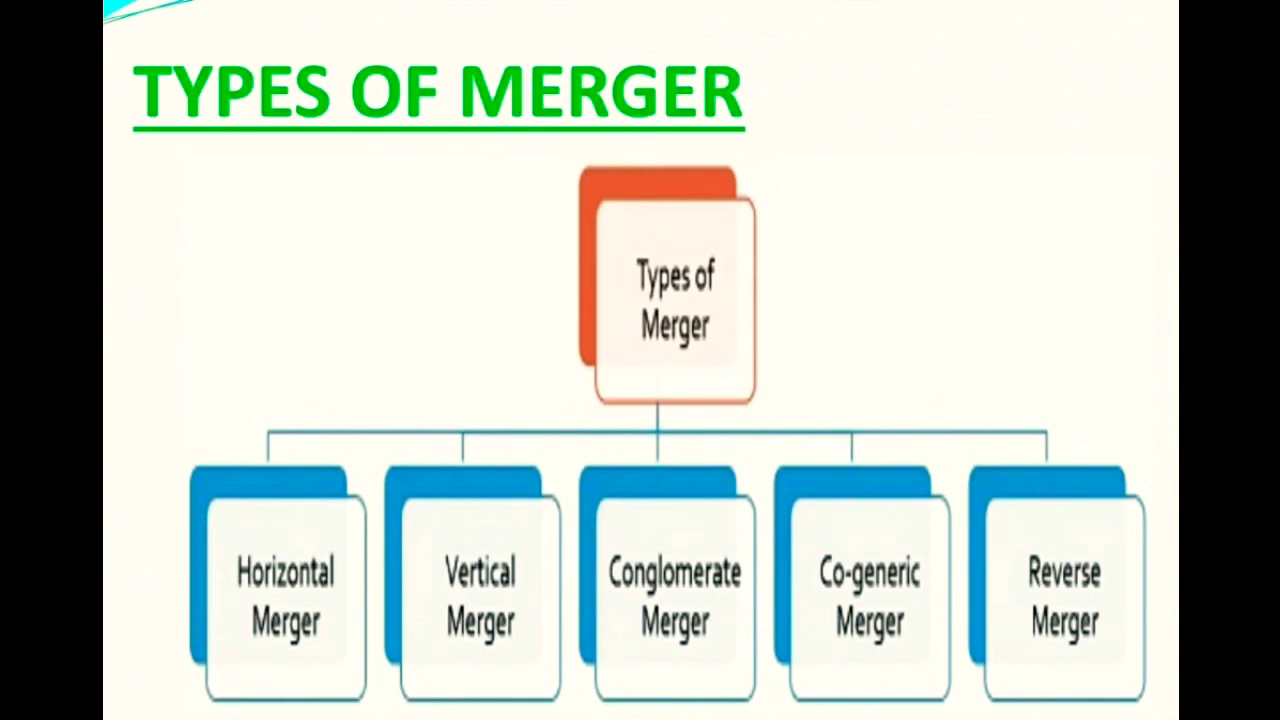 TYPES OF MERGER
Types of
Merger
Horizontal
Merger
Vertical
Merger
Conglomerate
Merger
Co-generic
Merger
Reverse
Merger